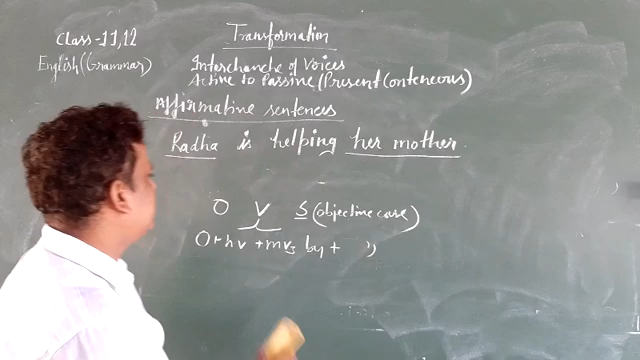 Transformation
Class -11,12
English (Grammar)
Interchange of Voices
Active to Passive (Present Conteneous)
Affirmative sentences
Radha is helping her mother.
O V S (objective case)
O + hv + mv3 by + "